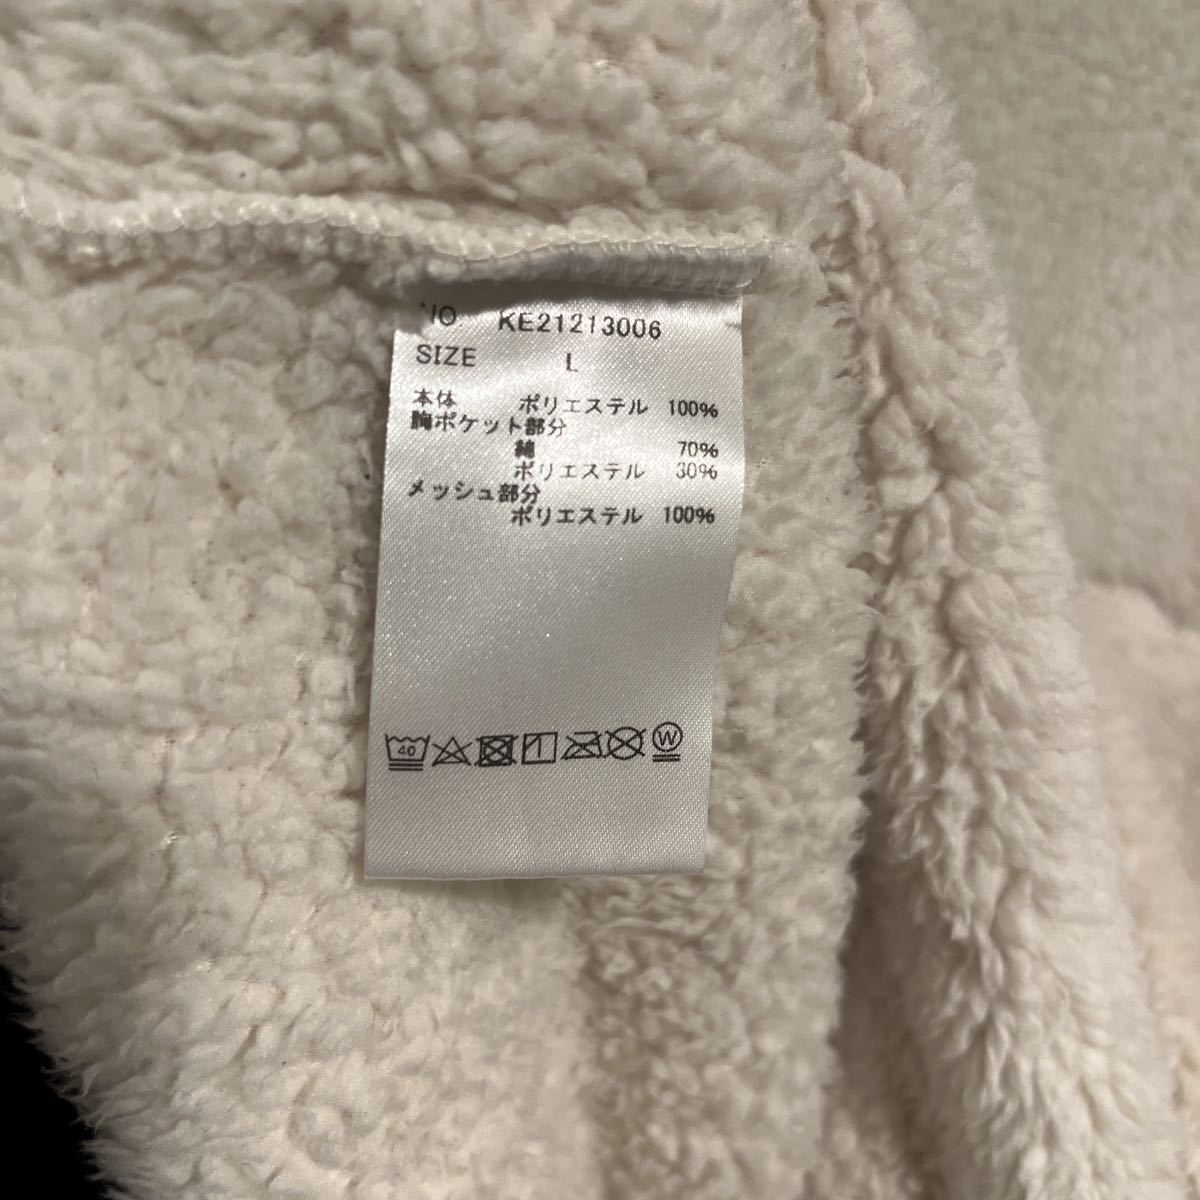 NO KE21213006
SIZE L
本体 ポリエステル 100%
胸ポケット部分
綿 70%
ポリエステル 30%
メッシュ部分
ポリエステル 100%
40 W